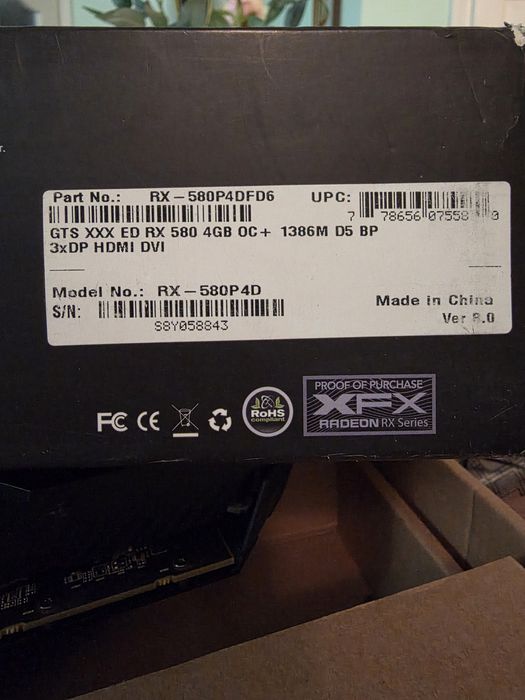 r.
Part No.: RX-580P4DFD6 UPC:
7 78656 07558 0
GTS XXX ED RX 580 4GB OC+ 1386M D5 BP
3xDP HDMI DVI
Model No.: RX-580P4D
S/N:
S8Y058843
Made in China
Ver
FC CE
RoHS
compliant
PROOF OF PURCHASE
XFX
RADEON RX Series